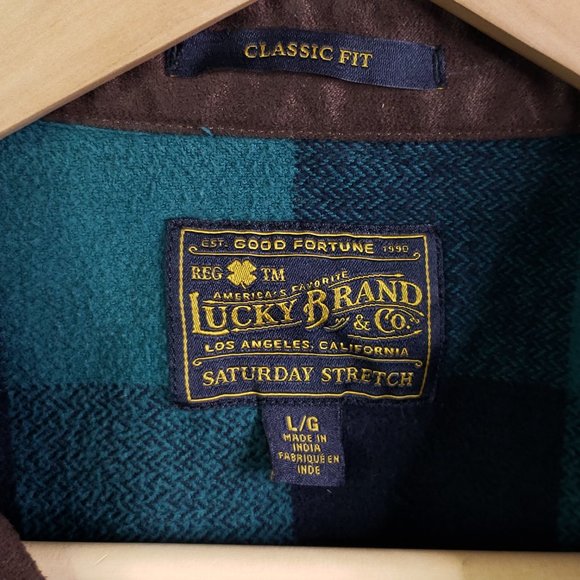 CLASSIC FIT
EST. GOOD FORTUNE 1990
REG TM
AMERICA'S FAVORITE
LUCKY BRAND
& CO.
LOS ANGELES, CALIFORNIA
SATURDAY STRETCH
L/G
MADE IN
INDIA
FABRIQUE EN
INDE